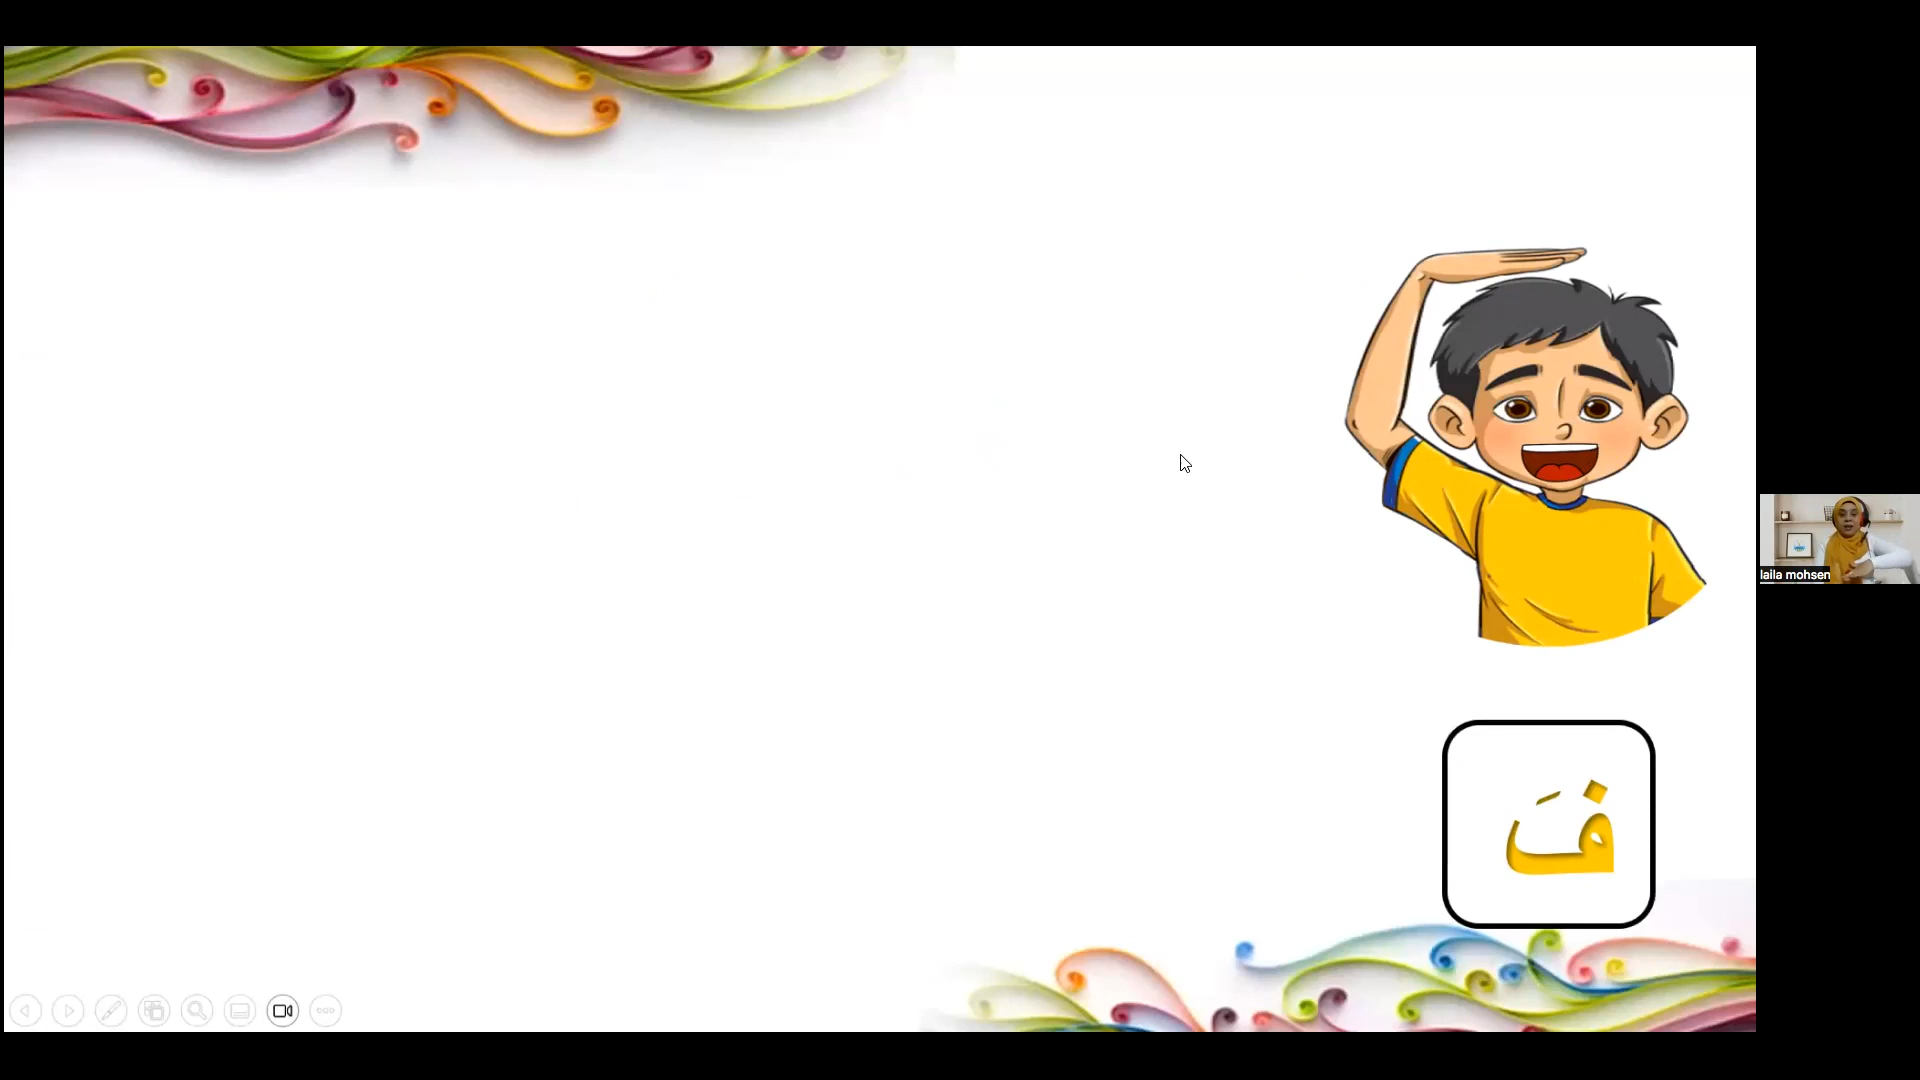 laila mohsen
فَ